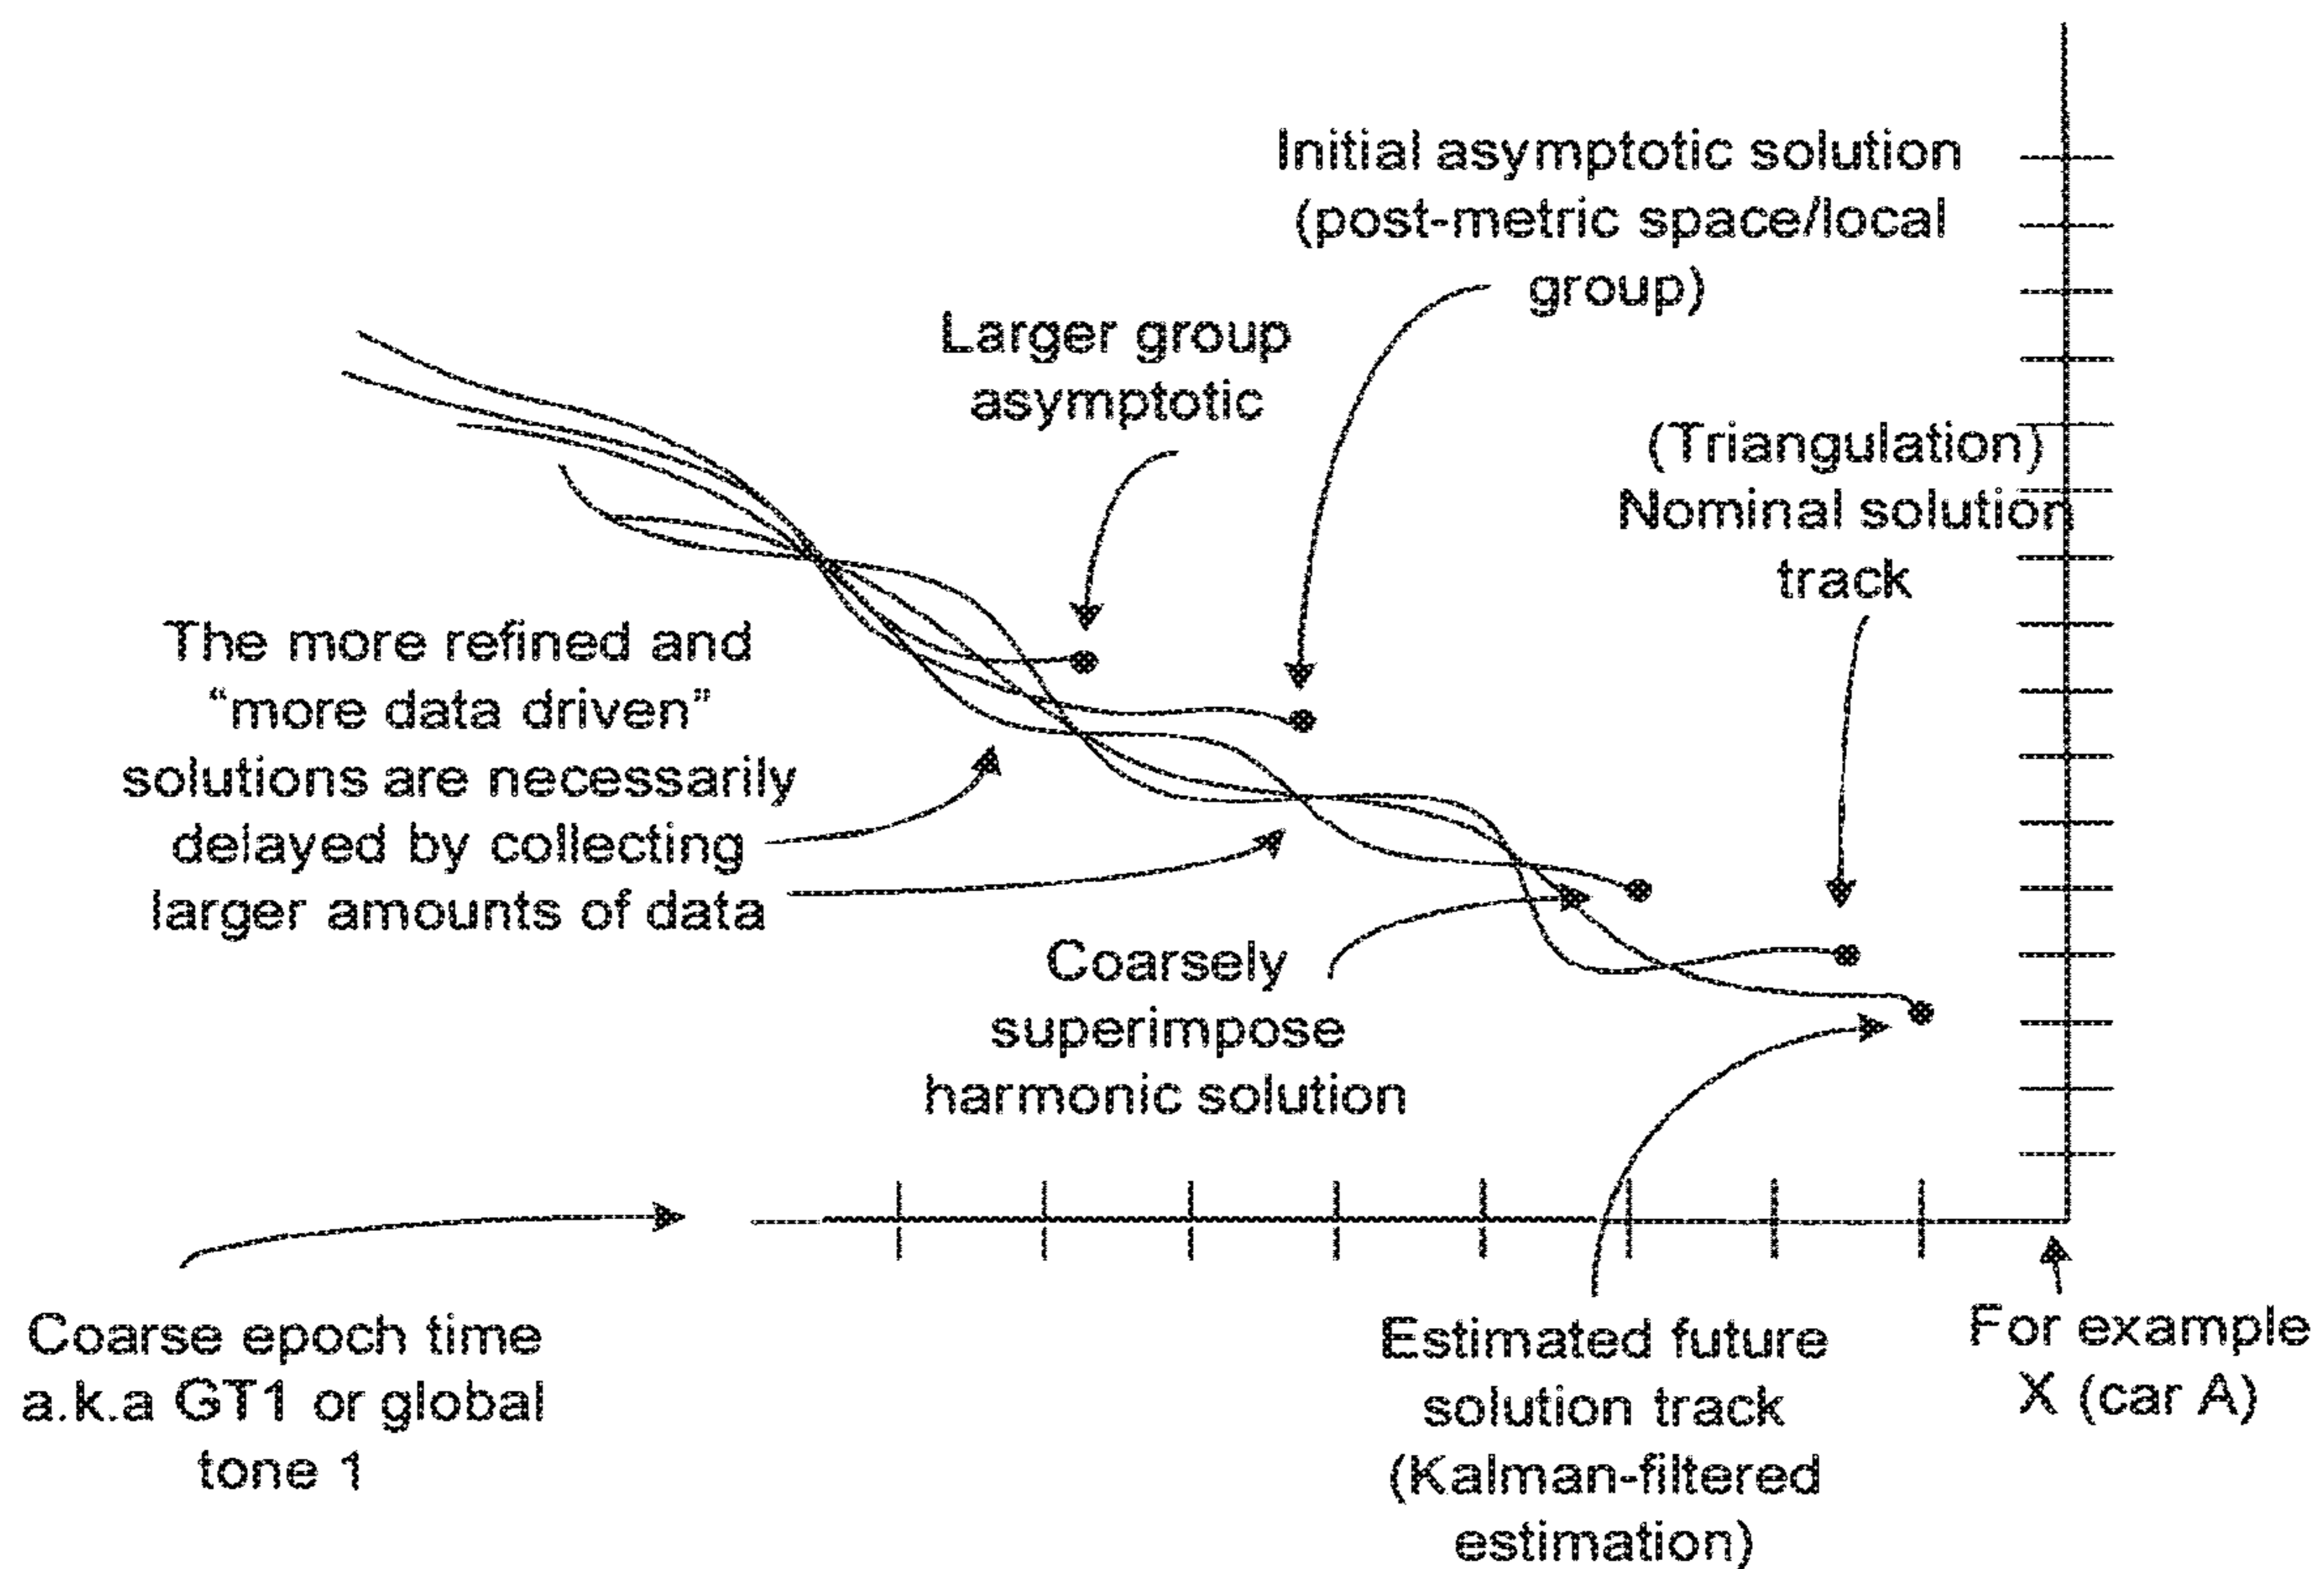 Initial asymptotic solution
(post-metric space/local
group)
Larger group
asymptotic
(Triangulation)
Nominal solution
track
The more refined and
“more data driven”
solutions are necessarily
delayed by collecting
larger amounts of data
Coarsely
superimpose
harmonic solution
Coarse epoch time
a.k.a GT1 or global
tone 1
Estimated future
solution track
(Kalman-filtered
estimation)
For example
X (car A)